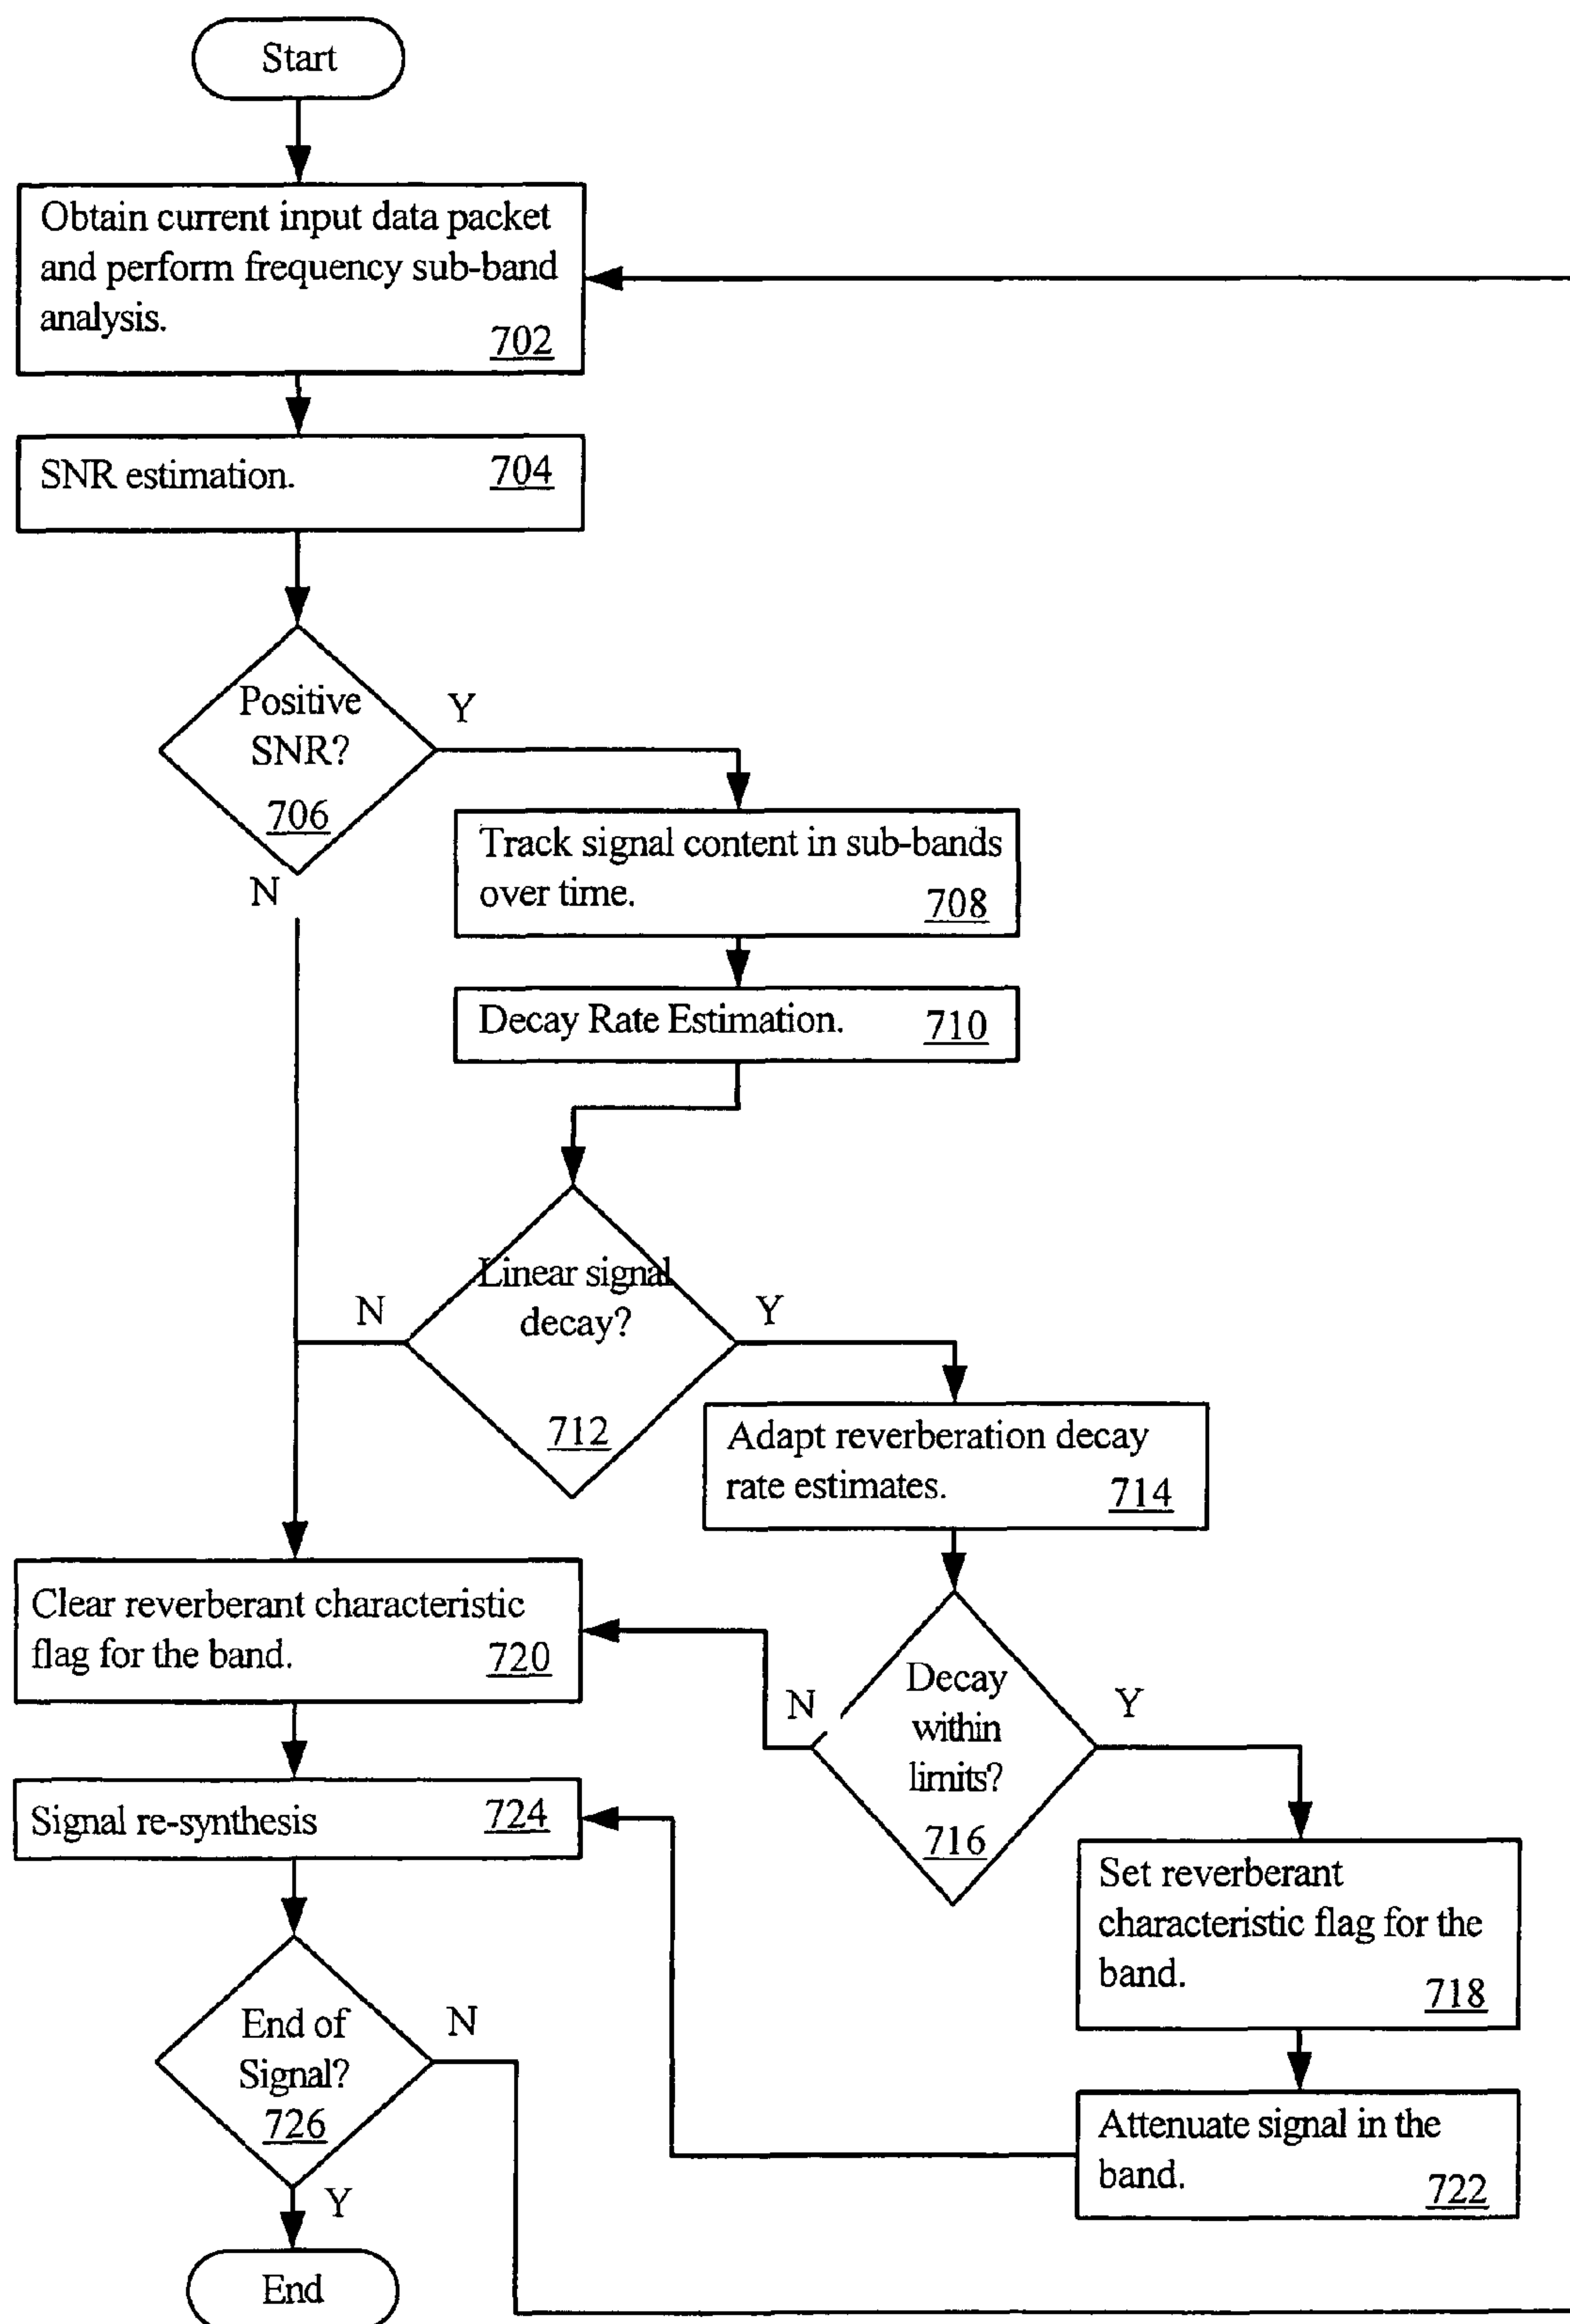 Start
Obtain current input data packet
and perform frequency sub-band
analysis.
702
SNR estimation.
704
Positive
SNR?
706
Y
N
Track signal content in sub-bands
over time.
708
Decay Rate Estimation.
710
Linear signal
decay?
712
N
Y
Adapt reverberation decay
rate estimates.
714
Clear reverberant characteristic
flag for the band.
720
Decay
within
limits?
716
N
Y
Signal re-synthesis
724
Set reverberant
characteristic flag for the
band.
718
End of
Signal?
726
N
Y
Attenuate signal in the
band.
722
End